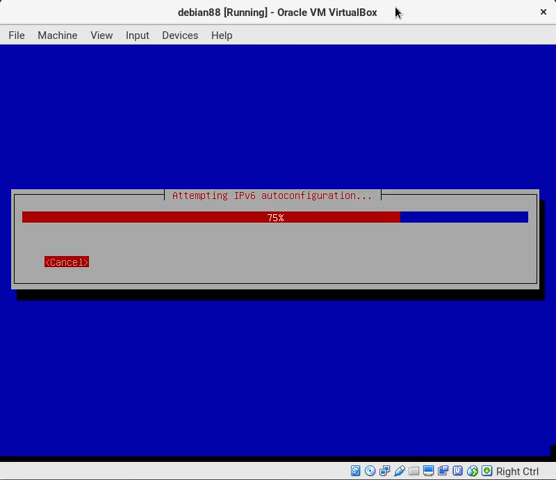 debian88 [Running] - Oracle VM VirtualBox
×
File Machine View Input Devices Help
Attempting IPv6 autoconfiguration...
75%
<Cancel>
Right Ctrl